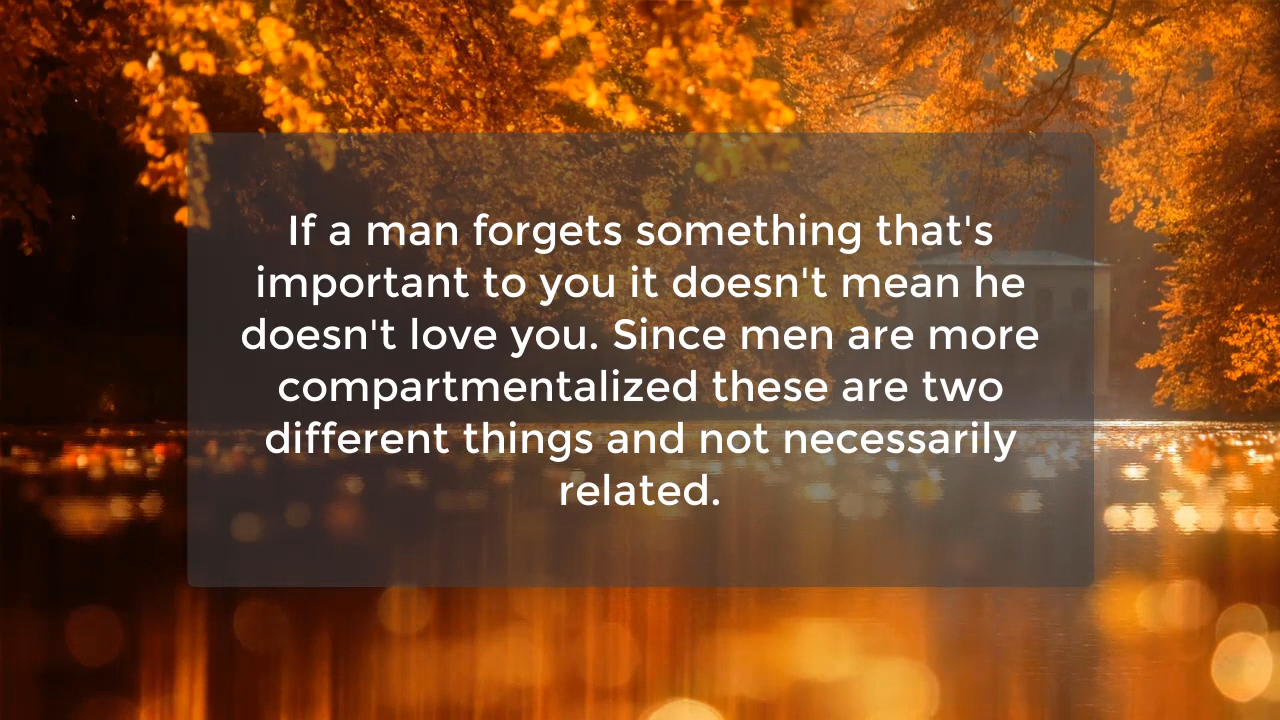 If a man forgets something that's
important to you it doesn't mean he
doesn't love you. Since men are more
compartmentalized these are two
different things and not necessarily
related.